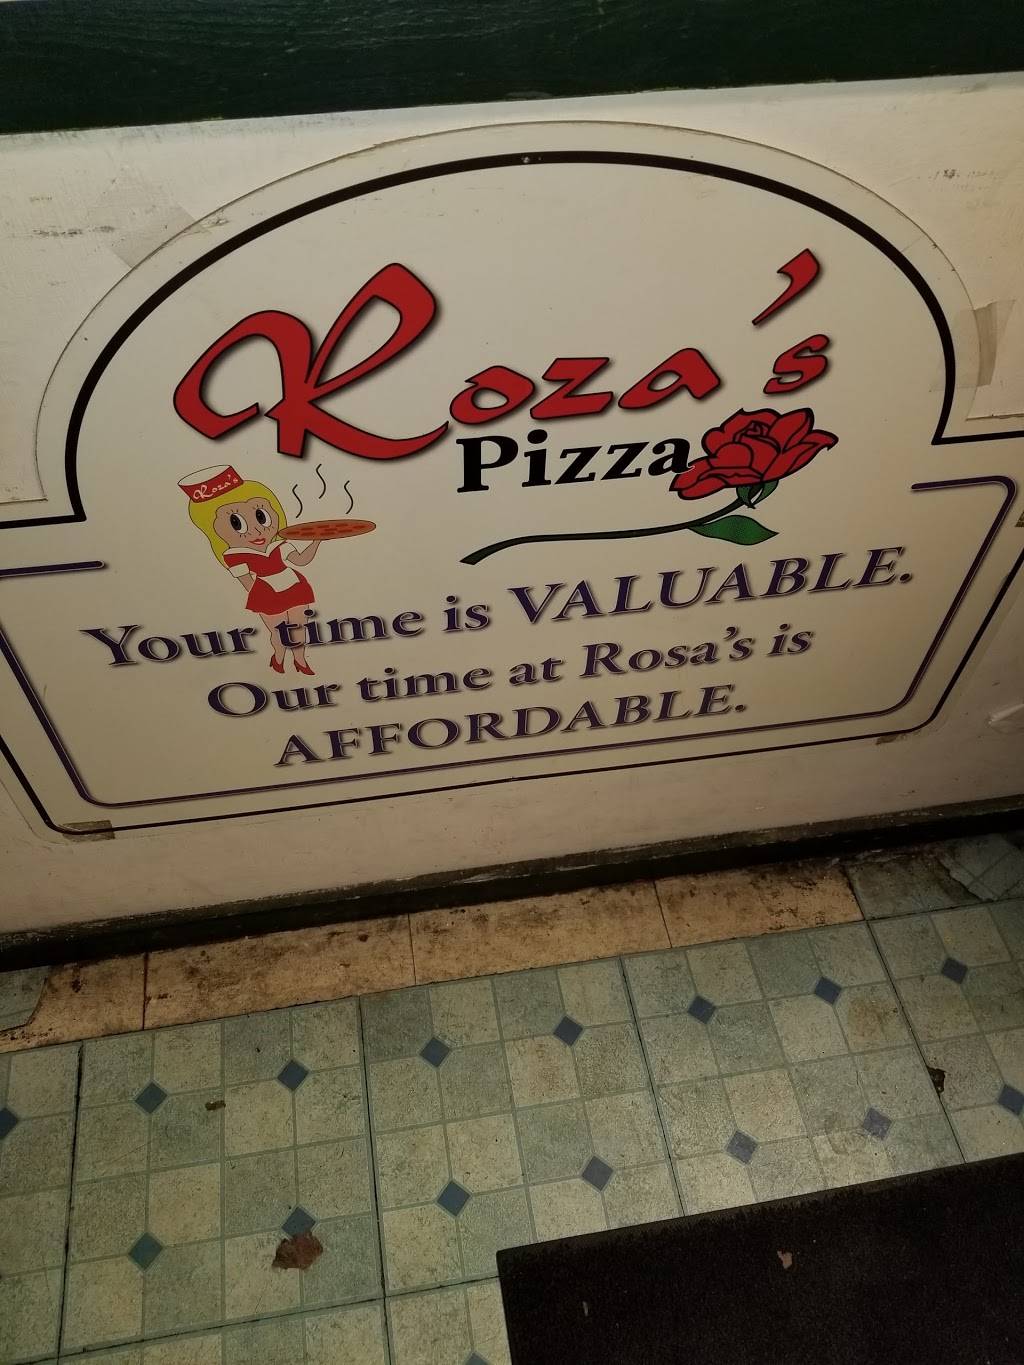 Roza's
Pizza
Roza's
Your time is VALUABLE.
Our time at Rosa's is
AFFORDABLE.